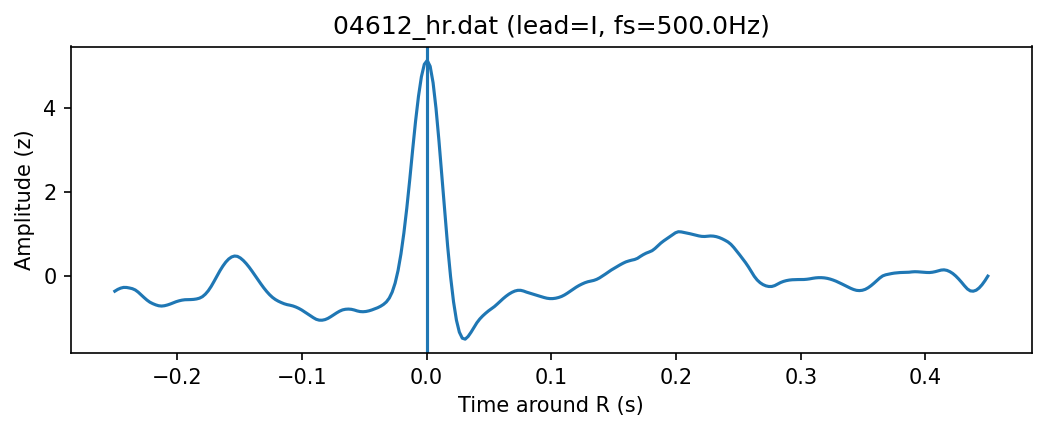 04612_hr.dat (lead=I, fs=500.0Hz)
Amplitude (z)
4
2
0
−0.2 −0.1 0.0 0.1 0.2 0.3 0.4
Time around R (s)